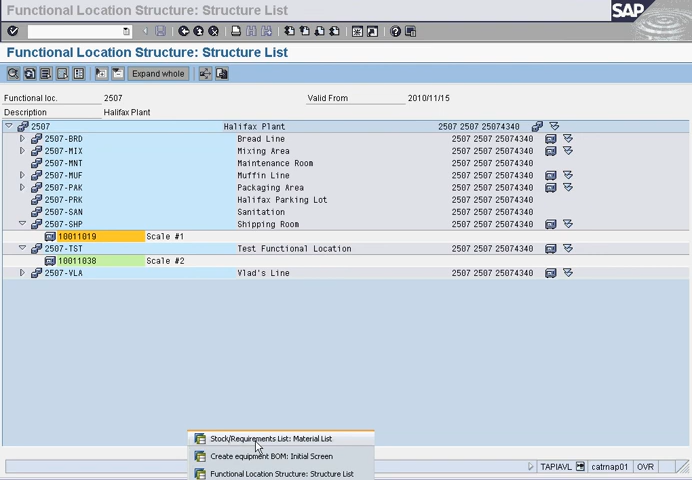 Functional Location Structure: Structure List
SAP
Functional Location Structure: Structure List
Expand whole
Functional loc. 2507 Valid From 2010/11/15
Description Halifax Plant
2507 Halifax Plant 2507 2507 25074340
2507-BRD Bread Line 2507 2507 25074340
2507-MIX Mixing Area 2507 2507 25074340
2507-MNT Maintenance Room 2507 2507 25074340
2507-MUF Muffin Line 2507 2507 25074340
2507-PAK Packaging Area 2507 2507 25074340
2507-PRK Halifax Parking Lot 2507 2507 25074340
2507-SAN Sanitation 2507 2507 25074340
2507-SHP Shipping Room 2507 2507 25074340
10011019 Scale #1
2507-TST Test Functional Location 2507 2507 25074340
10011038 Scale #2
2507-VLA Vlad's Line 2507 2507 25074340
Stock/Requirements List: Material List
Create equipment BOM: Initial Screen
TAPIAVL catmap01 OVR
Functional Location Structure: Structure List